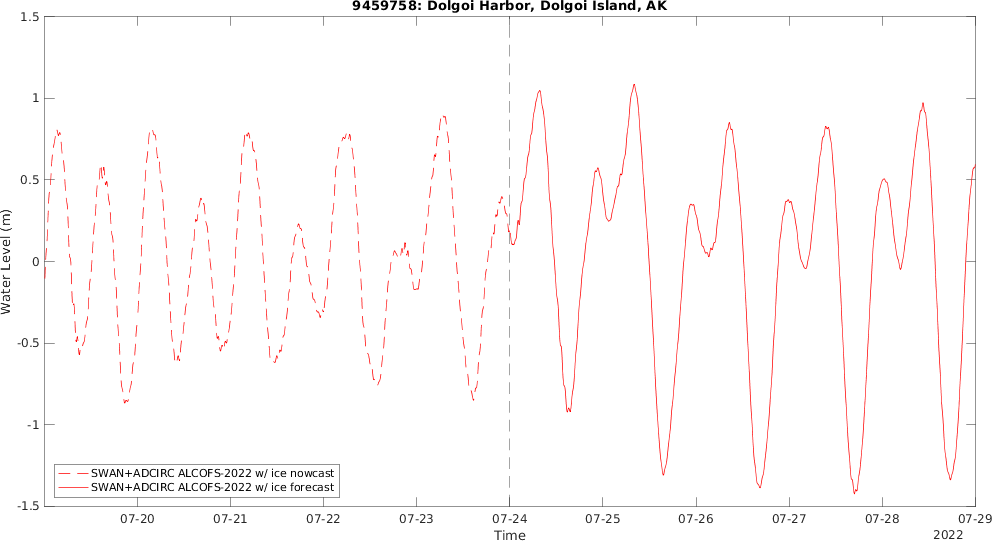 9459758: Dolgoi Harbor, Dolgoi Island, AK
1.5
1
0.5
0
-0.5
-1
-1.5
Water Level (m)
SWAN+ADCIRC ALCOFS-2022 w/ ice nowcast
SWAN+ADCIRC ALCOFS-2022 w/ ice forecast
07-20 07-21 07-22 07-23 07-24 07-25 07-26 07-27 07-28 07-29
Time
2022